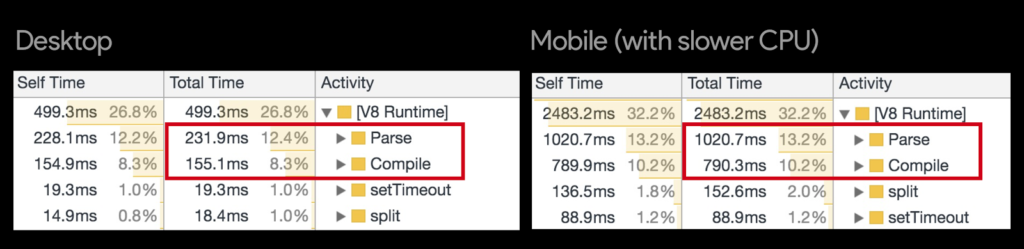 Desktop
Self Time Total Time Activity
499.3ms 26.8% 499.3ms 26.8% ▼ [V8 Runtime]
228.1ms 12.2% 231.9ms 12.4% ▶ Parse
154.9ms 8.3% 155.1ms 8.3% ▶ Compile
19.3ms 1.0% 19.3ms 1.0% ▶ setTimeout
14.9ms 0.8% 18.4ms 1.0% ▶ split
Mobile (with slower CPU)
Self Time Total Time Activity
2483.2ms 32.2% 2483.2ms 32.2% ▼ [V8 Runtime]
1020.7ms 13.2% 1020.7ms 13.2% ▶ Parse
789.9ms 10.2% 790.3ms 10.2% ▶ Compile
136.5ms 1.8% 152.6ms 2.0% ▶ split
88.9ms 1.2% 88.9ms 1.2% ▶ setTimeout